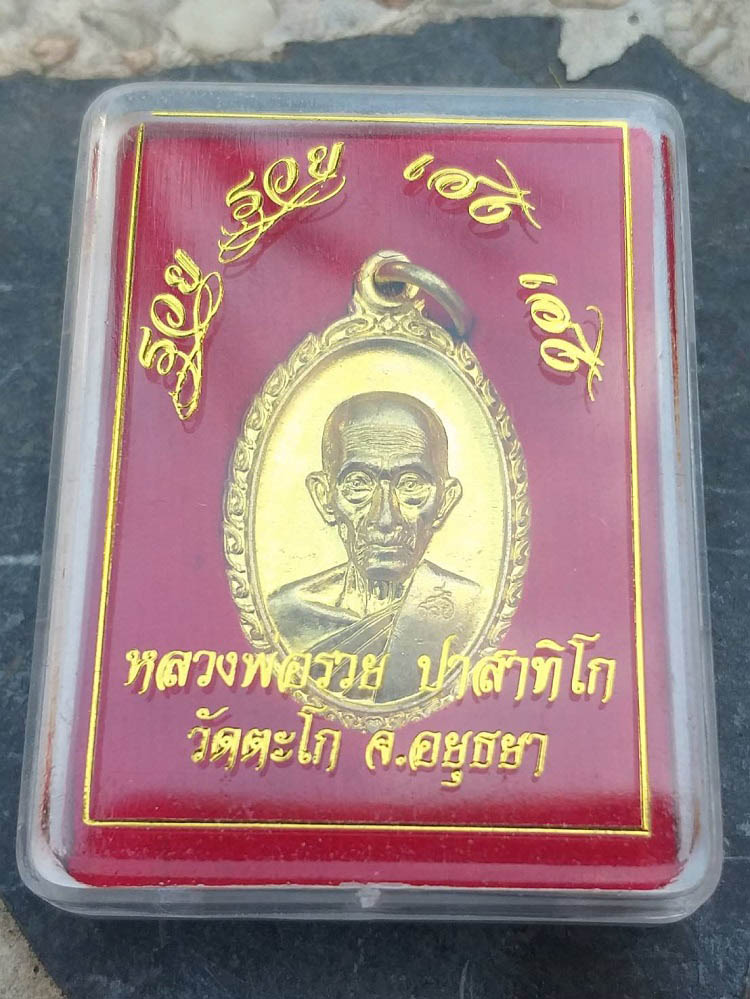 รวย รวย เฮง เฮง
หลวงพ่อรวย ปาสาทิโก
วัดตะโก จ.อยุธยา